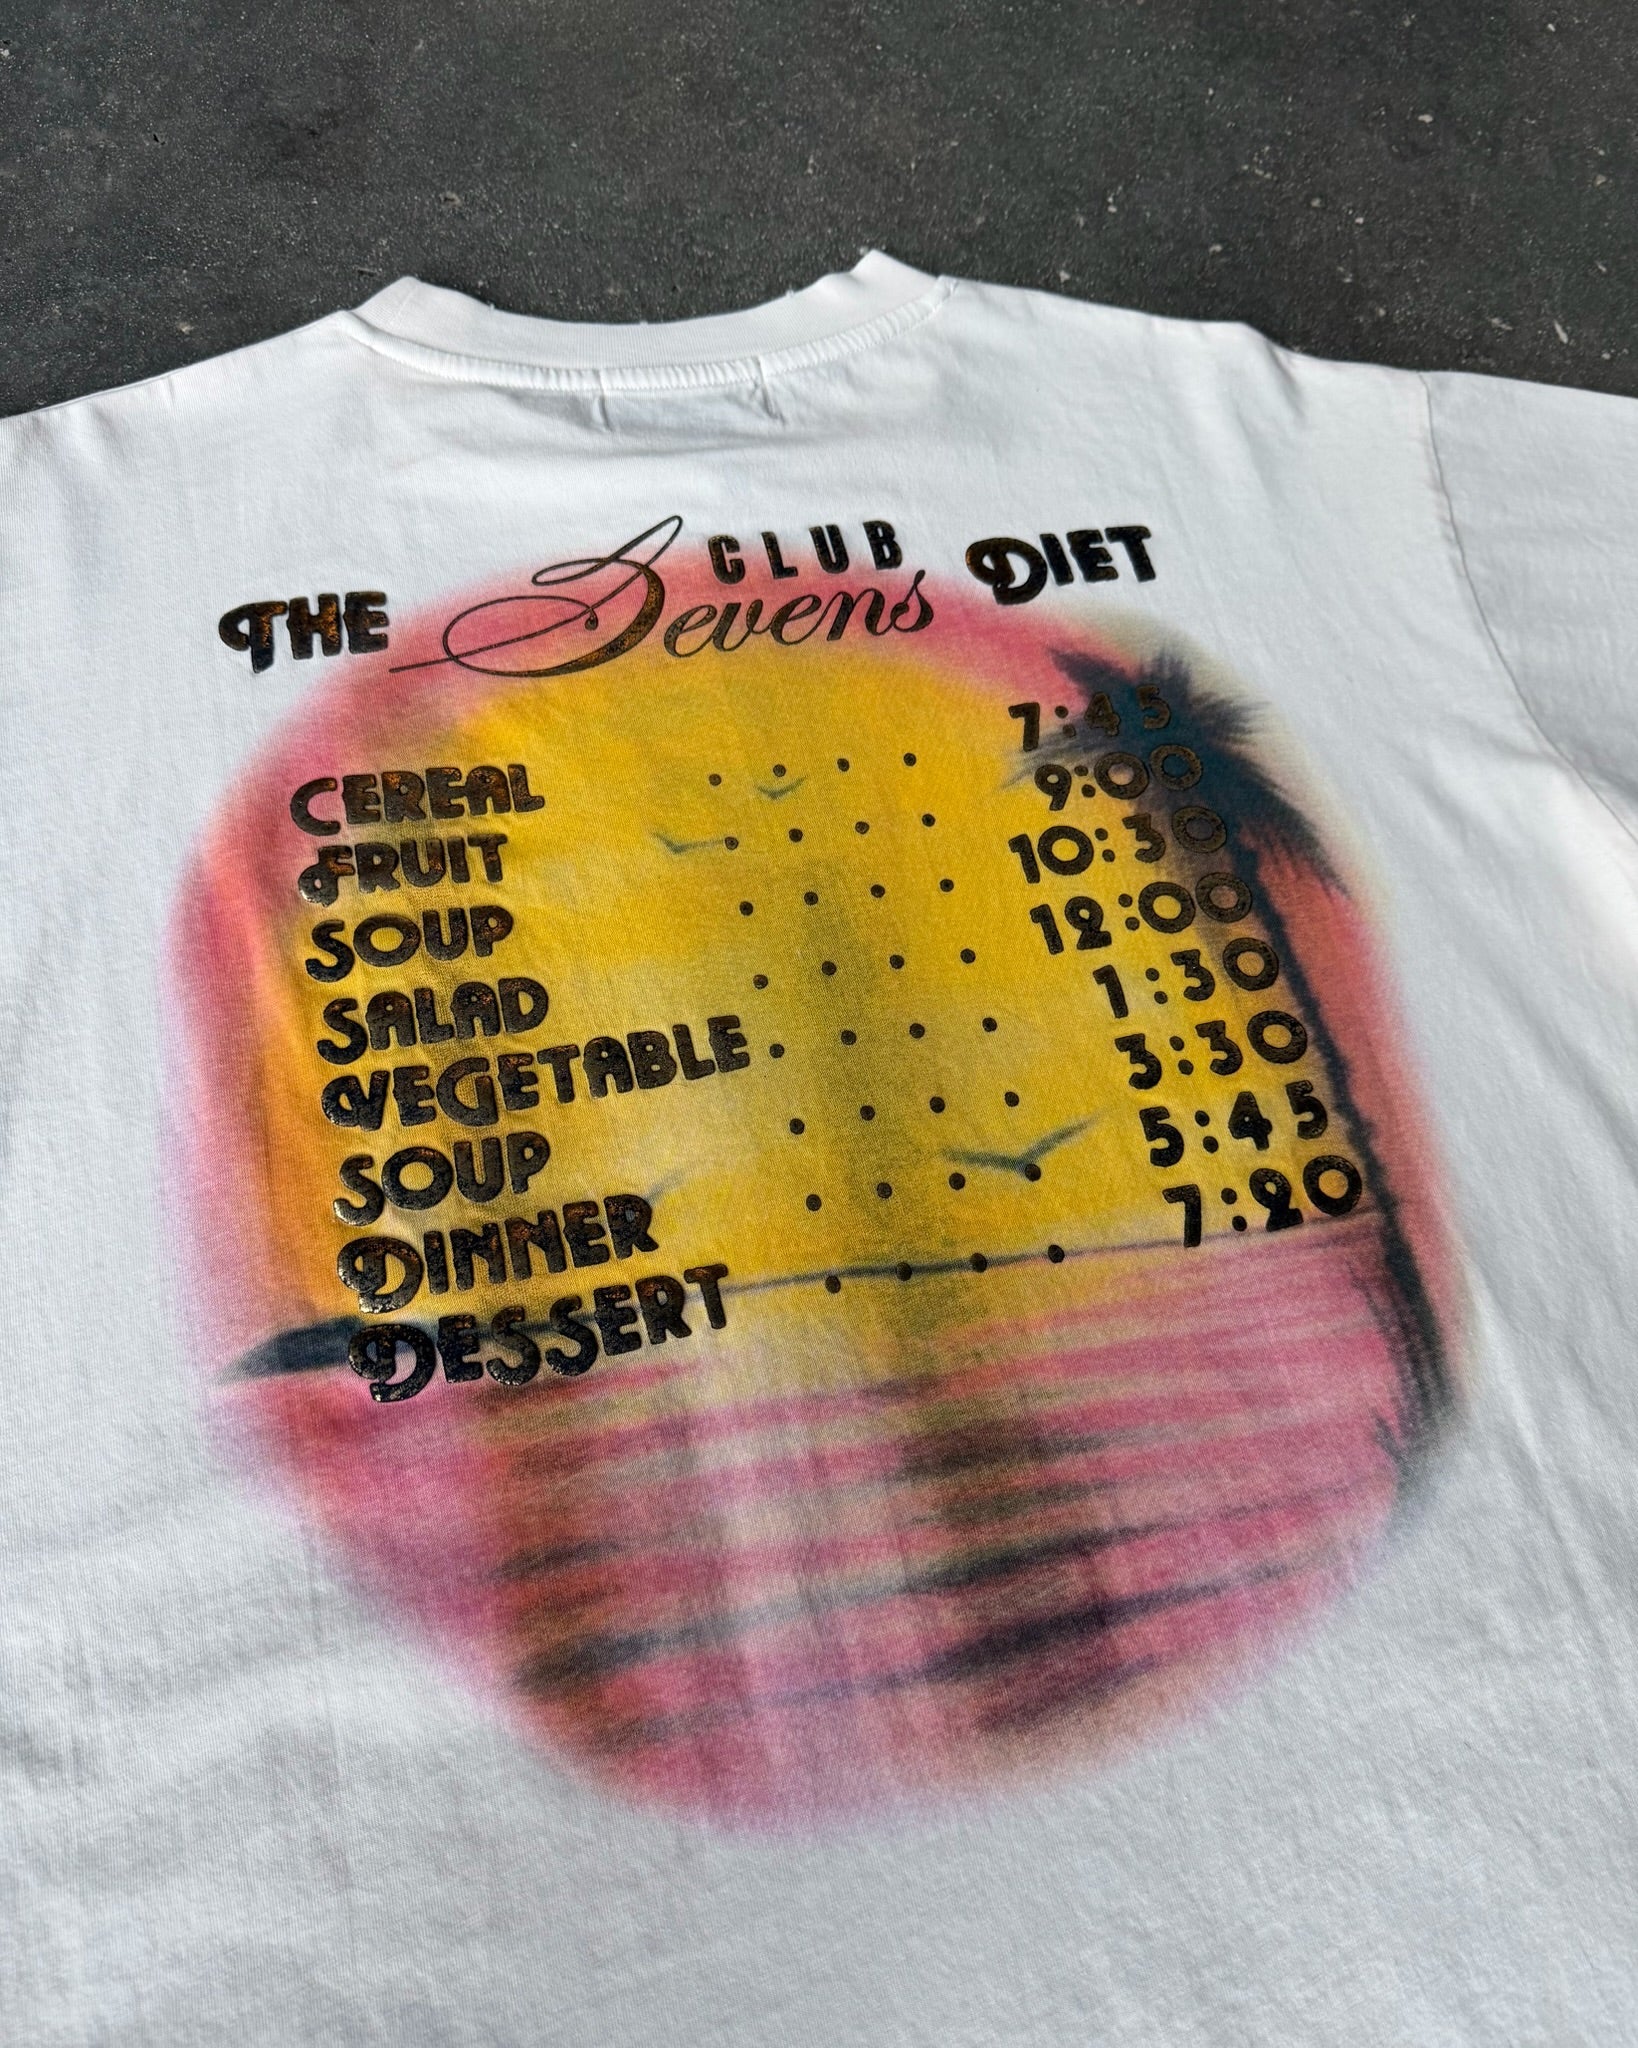 THE CLUB Sevens DIET
CEREAL . . . . 7:45
FRUIT . . . . 9:00
SOUP . . . . 10:30
SALAD . . . . 12:00
VEGETABLE . . . . 1:30
SOUP . . . . 3:30
DINNER . . . . 5:45
DESSERT . . . . 7:20